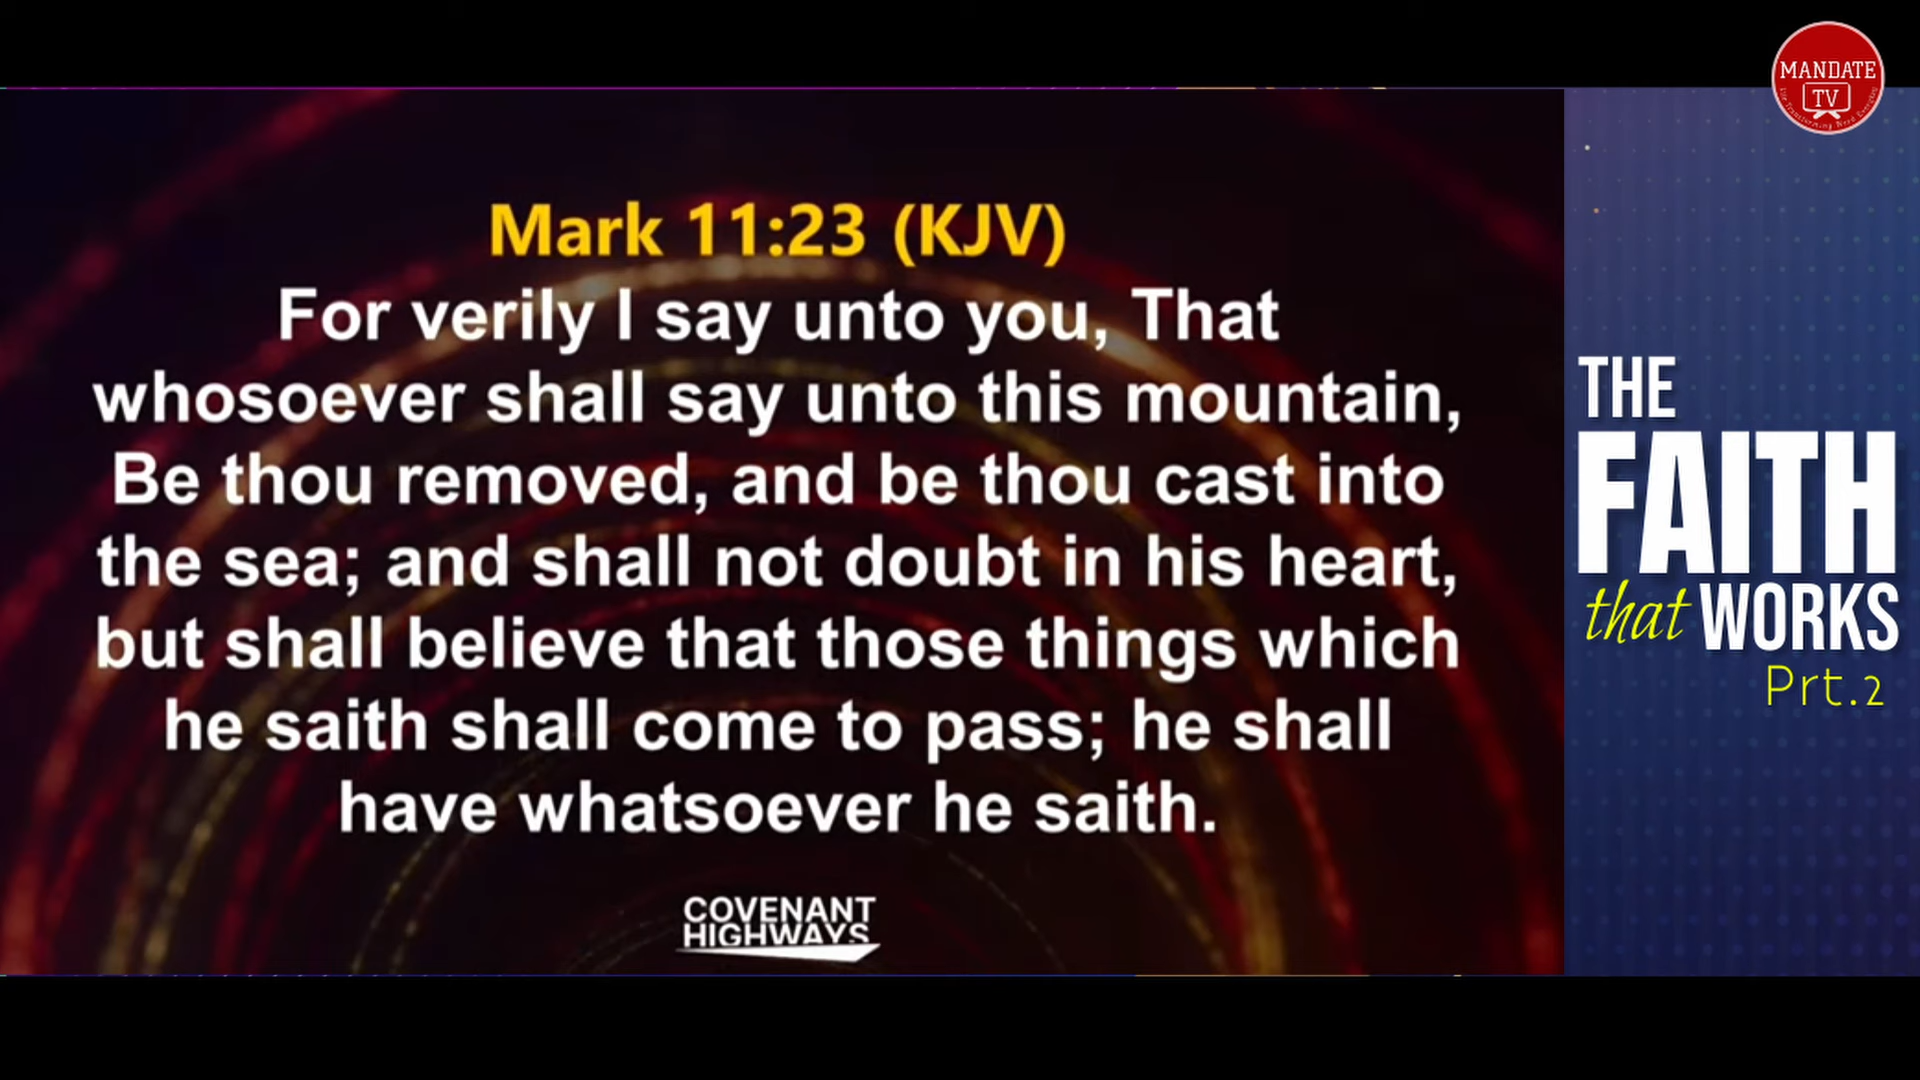 MANDATE
TV
Mark 11:23 (KJV)
For verily I say unto you, That
whosoever shall say unto this mountain,
Be thou removed, and be thou cast into
the sea; and shall not doubt in his heart,
but shall believe that those things which
he saith shall come to pass; he shall
have whatsoever he saith.
COVENANT
HIGHWAYS
THE
FAITH
that WORKS
Prt.2